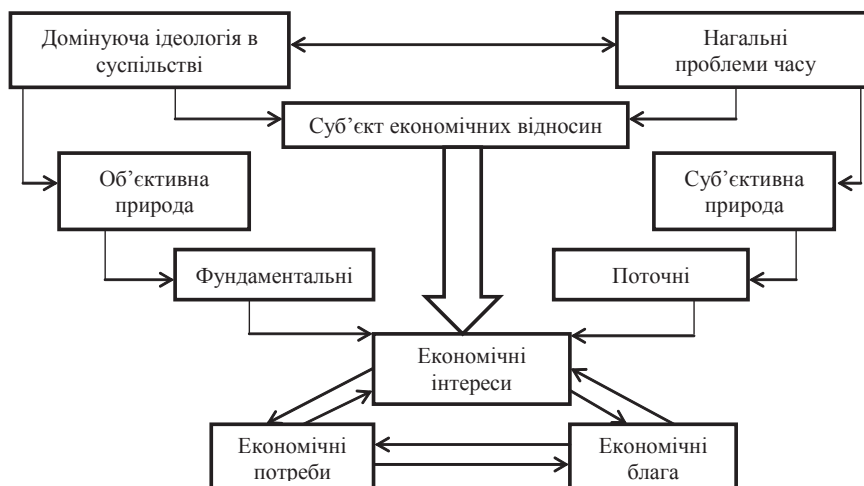 Домінуюча ідеологія в
суспільстві
Нагальні
проблеми часу
Суб’єкт економічних відносин
Об’єктивна
природа
Суб’єктивна
природа
Фундаментальні
Поточні
Економічні
інтереси
Економічні
потреби
Економічні
блага